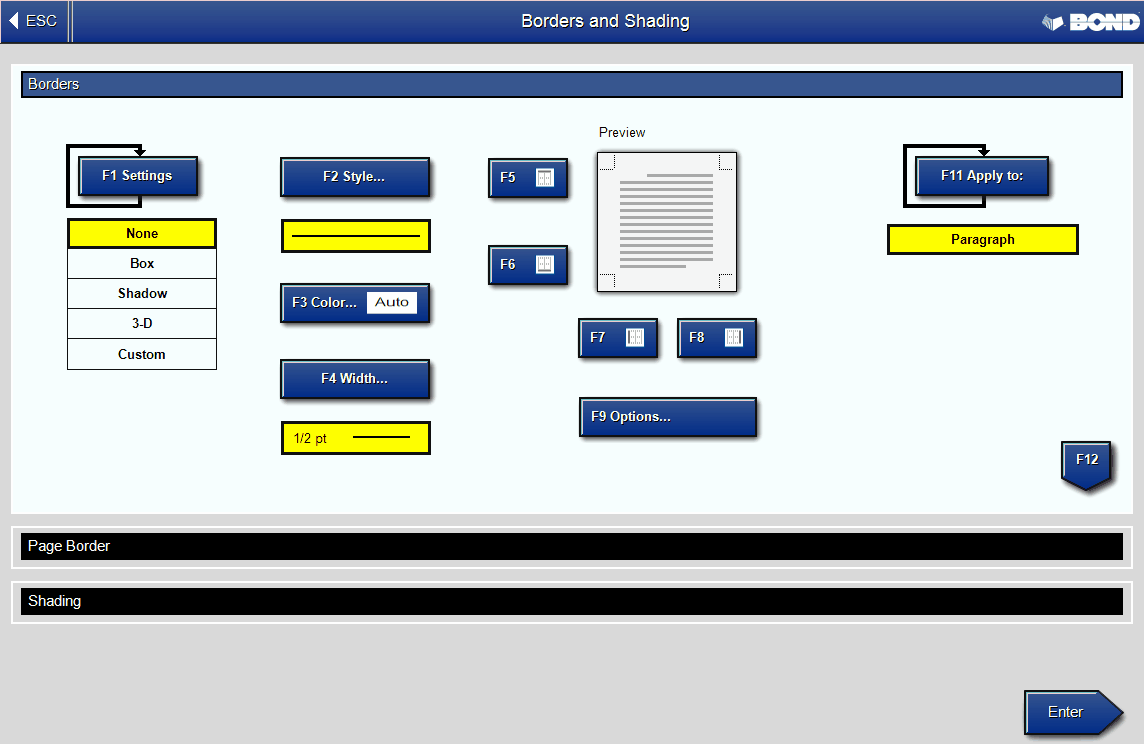 ESC
Borders and Shading
BOND
Borders
Preview
F1 Settings
None
Box
Shadow
3-D
Custom
F2 Style...
F3 Color... Auto
F4 Width...
1/2 pt
F5
F6
F7
F8
F9 Options...
F11 Apply to:
Paragraph
F12
Page Border
Shading
Enter